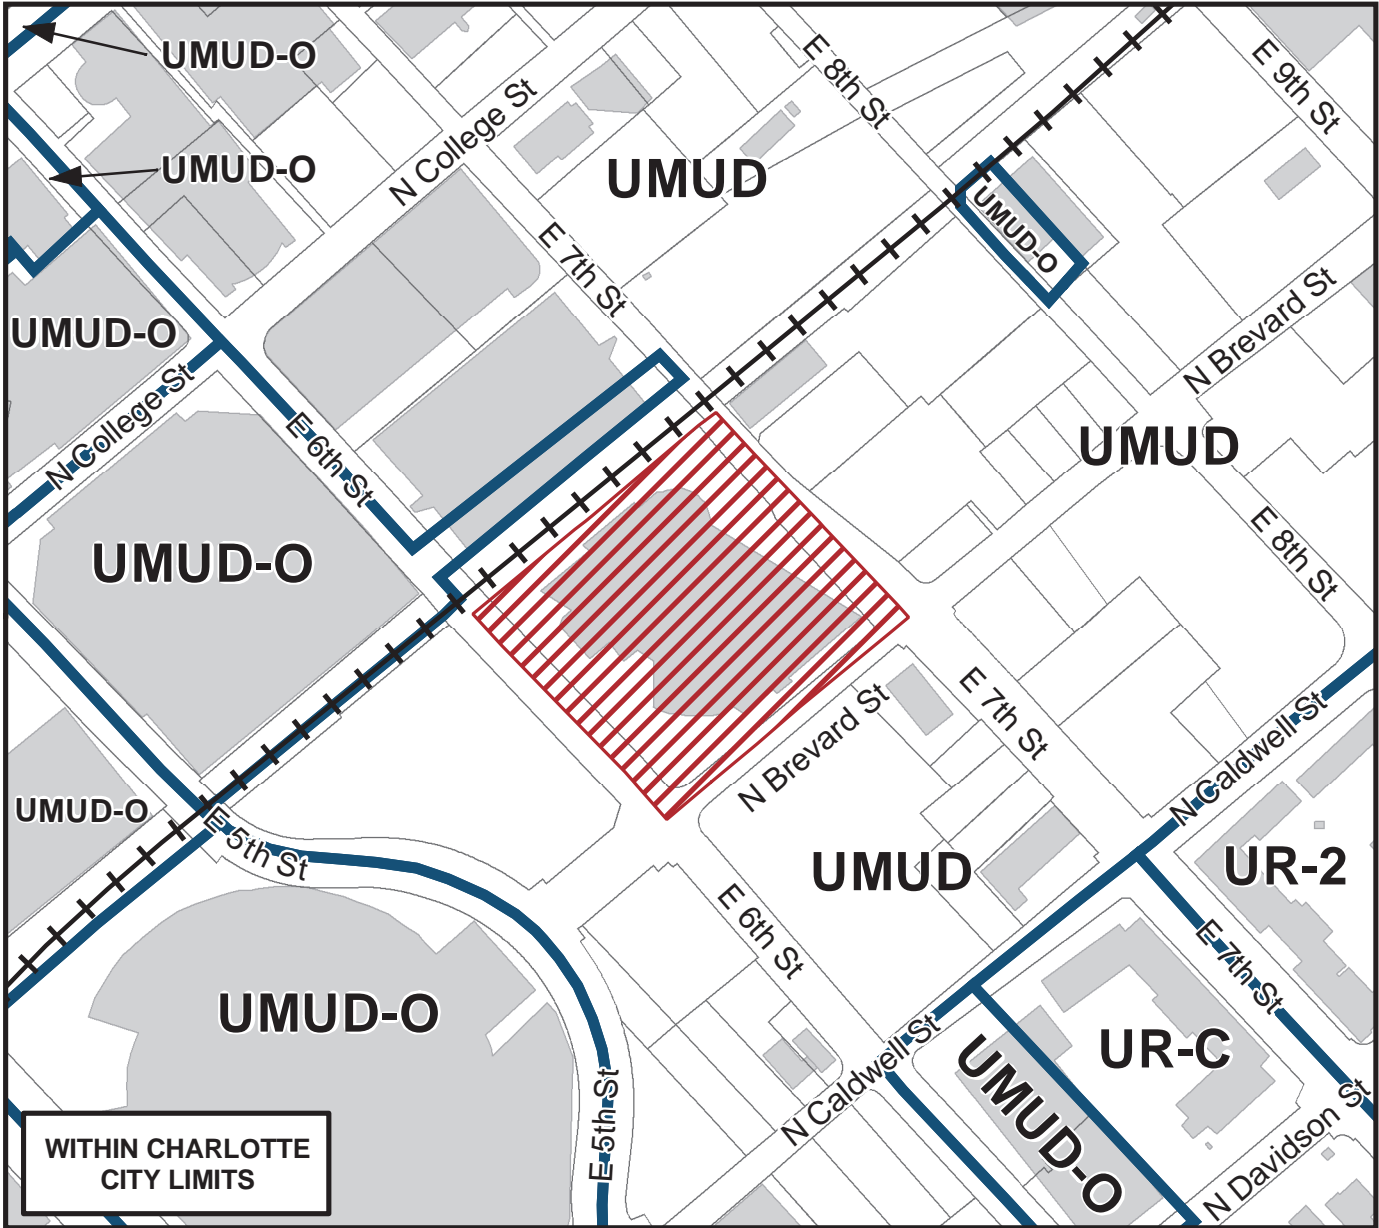 UMUD-O
UMUD-O
N College St
UMUD
E 8th St
E 9th St
UMUD-O
E 7th St
N Brevard St
UMUD-O
N College St
E 6th St
UMUD
UMUD-O
E 8th St
E 7th St
N Brevard St
N Caldwell St
UMUD-O
E 5th St
UMUD
UR-2
E 6th St
E 7th St
UMUD-O
UR-C
N Caldwell St
UMUD-O
E 5th St
N Davidson St
WITHIN CHARLOTTE
CITY LIMITS